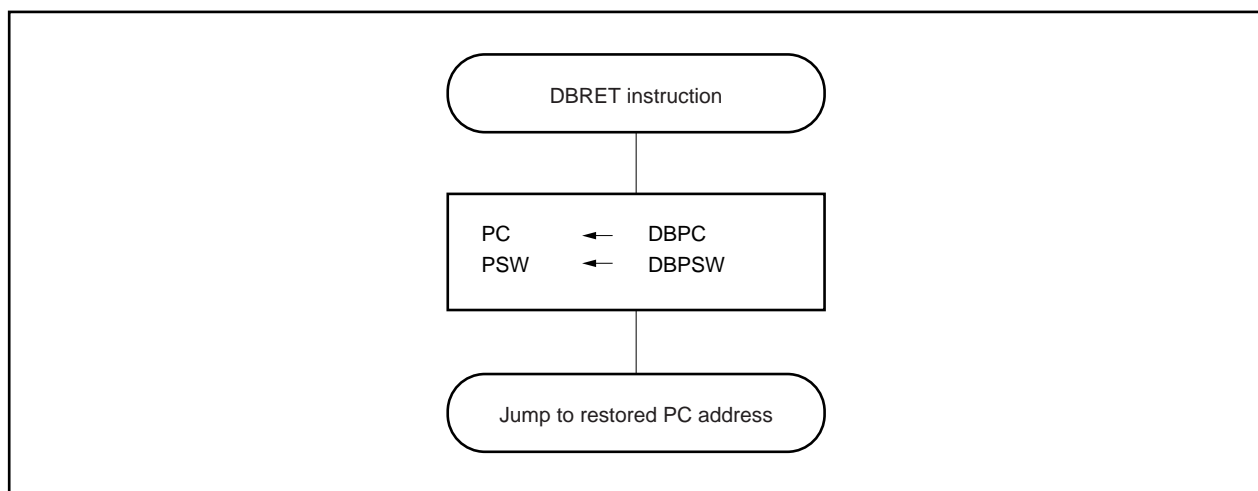 DBRET instruction
PC ← DBPC
PSW ← DBPSW
Jump to restored PC address